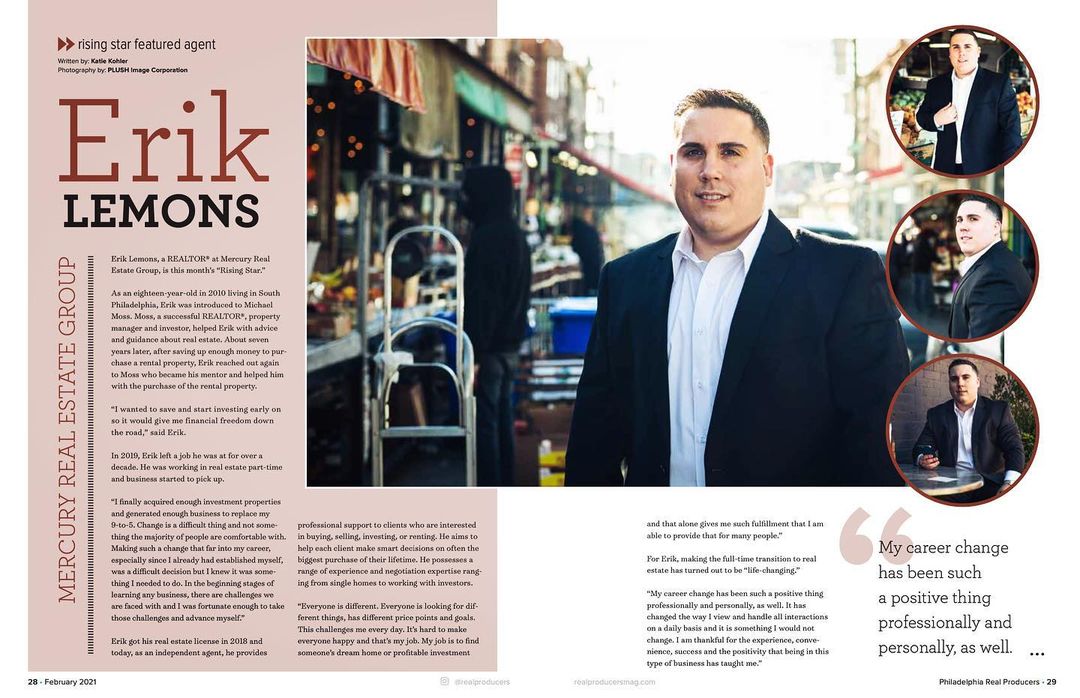 rising star featured agent
Written by: Katie Kohler
Photography by: PLUSH Image Corporation
Erik
LEMONS
MERCURY REAL ESTATE GROUP
Erik Lemons, a REALTOR® at Mercury Real
Estate Group, is this month's "Rising Star."
As an eighteen-year-old in 2010 living in South
Philadelphia, Erik was introduced to Michael
Moss. Moss, a successful REALTOR®, property
manager and investor, helped Erik with advice
and guidance about real estate. About seven
years later, after saving up enough money to pur-
chase a rental property, Erik reached out again
to Moss who became his mentor and helped him
with the purchase of the rental property.
"I wanted to save and start investing early on
so it would give me financial freedom down
the road," said Erik.
In 2019, Erik left a job he was at for over a
decade. He was working in real estate part-time
and business started to pick up.
"I finally acquired enough investment properties
and generated enough business to replace my
9-to-5. Change is a difficult thing and not some-
thing the majority of people are comfortable with.
Making such a change that far into my career,
especially since I already had established myself,
was a difficult decision but I knew it was some-
thing I needed to do. In the beginning stages of
learning any business, there are challenges we
are faced with and I was fortunate enough to take
those challenges and advance myself."
Erik got his real estate license in 2018 and
today, as an independent agent, he provides
professional support to clients who are interested
in buying, selling, investing, or renting. He aims to
help each client make smart decisions on often the
biggest purchase of their lifetime. He possesses a
range of experience and negotiation expertise rang-
ing from single homes to working with investors.
"Everyone is different. Everyone is looking for dif-
ferent things, has different price points and goals.
This challenges me every day. It's hard to make
everyone happy and that's my job. My job is to find
someone's dream home or profitable investment
and that alone gives me such fulfillment that I am
able to provide that for many people."
For Erik, making the full-time transition to real
estate has turned out to be "life-changing."
"My career change has been such a positive thing
professionally and personally, as well. It has
changed the way I view and handle all interactions
on a daily basis and it is something I would not
change. I am thankful for the experience, conve-
nience, success and the positivity that being in this
type of business has taught me."
“
My career change
has been such
a positive thing
professionally and
personally, as well. ...
28 · February 2021
@realproducers
realproducersmag.com
Philadelphia Real Producers · 29